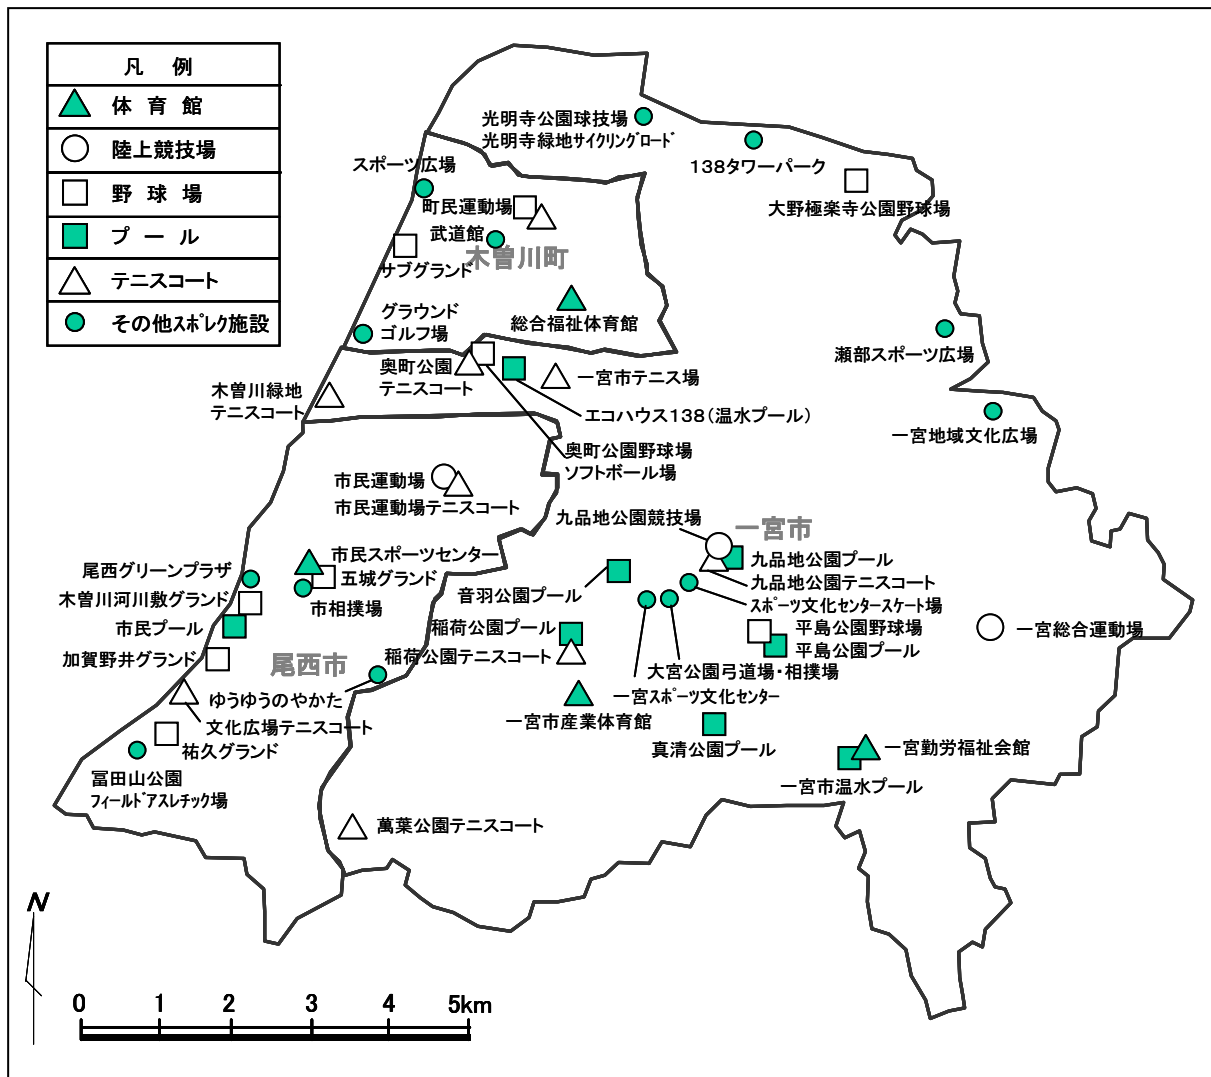 凡 例
体 育 館
陸上競技場
野 球 場
プ ー ル
テニスコート
その他スポレク施設
光明寺公園球技場
光明寺緑地サイクリングロード
138タワーパーク
大野極楽寺公園野球場
スポーツ広場
町民運動場
武道館
木曽川町
サブグランド
グラウンド
ゴルフ場
総合福祉体育館
瀬部スポーツ広場
奥町公園
テニスコート
一宮市テニス場
木曽川緑地
テニスコート
エコハウス138(温水プール)
一宮地域文化広場
奥町公園野球場
ソフトボール場
市民運動場
市民運動場テニスコート
九品地公園競技場
一宮市
市民スポーツセンター
九品地公園プール
尾西グリーンプラザ
五城グランド
九品地公園テニスコート
木曽川河川敷グランド
市相撲場
音羽公園プール
スポーツ文化センタースケート場
市民プール
稲荷公園プール
平島公園野球場
一宮総合運動場
加賀野井グランド
尾西市
稲荷公園テニスコート
平島公園プール
大宮公園弓道場・相撲場
ゆうゆうのやかた
一宮スポーツ文化センター
文化広場テニスコート
一宮市産業体育館
祐久グランド
真清公園プール
一宮勤労福祉会館
冨田山公園
フィールドアスレチック場
一宮市温水プール
萬葉公園テニスコート
N
0 1 2 3 4 5km